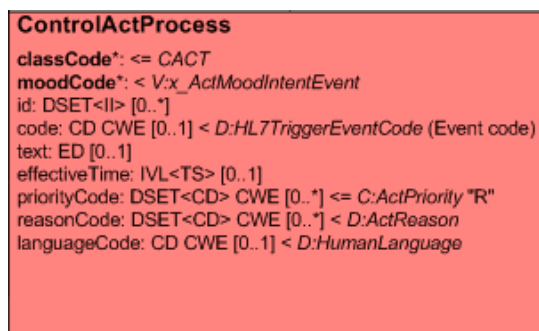 ControlActProcess
classCode*: <= CACT
moodCode*: < V:x_ActMoodIntentEvent
id: DSET<II> [0..*]
code: CD CWE [0..1] < D:HL7TriggerEventCode (Event code)
text: ED [0..1]
effectiveTime: IVL<TS> [0..1]
priorityCode: DSET<CD> CWE [0..*] <= C:ActPriority "R"
reasonCode: DSET<CD> CWE [0..*] < D:ActReason
languageCode: CD CWE [0..1] < D:HumanLanguage